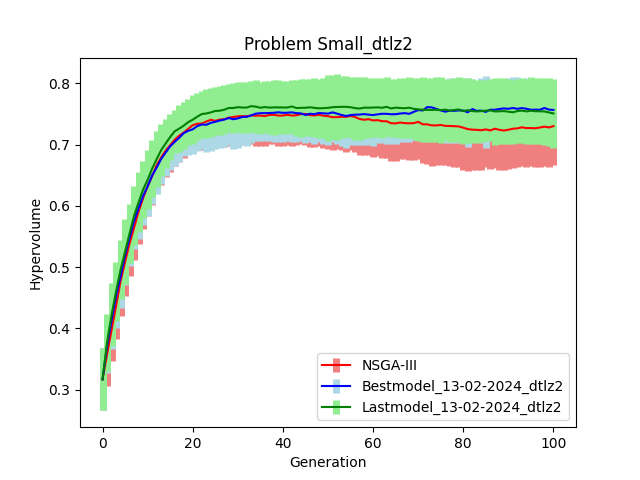 Problem Small_dtlz2
Hypervolume
0.8
0.7
0.6
0.5
0.4
0.3
NSGA-III
Bestmodel_13-02-2024_dtlz2
Lastmodel_13-02-2024_dtlz2
0 20 40 60 80 100
Generation